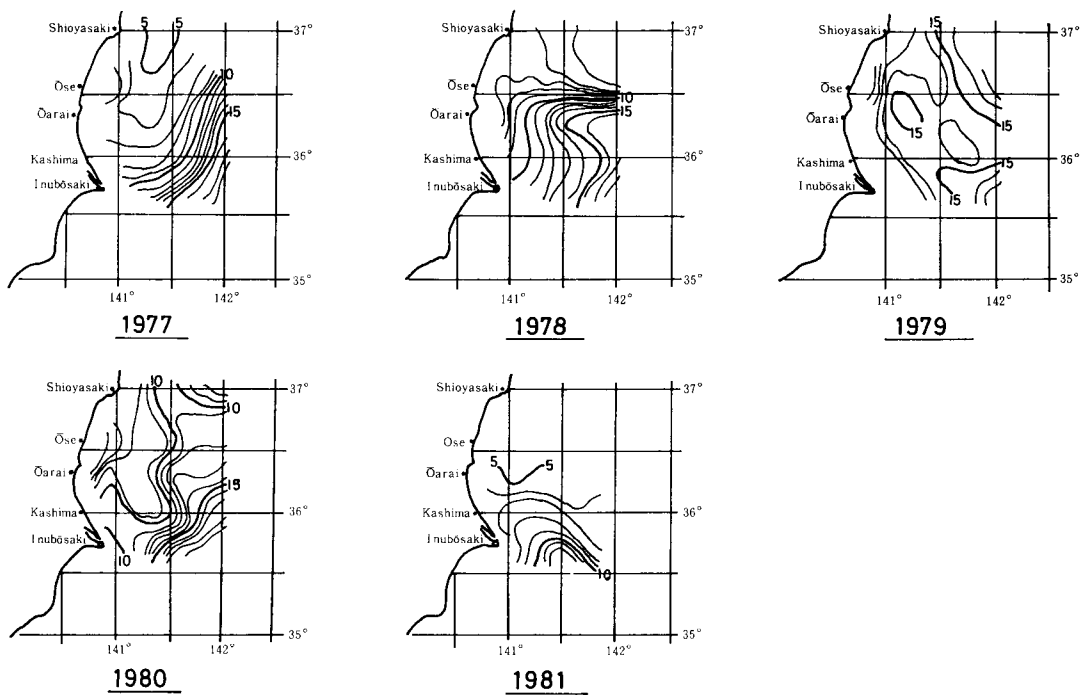 5 5
Shioyasaki 37°
10
Ōse
15
Ōarai
36°
Kashima
Inubōsaki
35°
141° 142°
1977
Shioyasaki 37°
Ōse
10
15
Ōarai
Kashima 36°
Inubōsaki
35°
141° 142°
1978
15
Shioyasaki 37°
Ōse
Ōarai
15 15
Kashima 36°
15
Inubōsaki
15
35°
141° 142°
1979
10
Shioyasaki 37°
10
Ōse
Ōarai
15
Kashima 36°
Inubōsaki
10
35°
141° 142°
1980
Shioyasaki 37°
Ose
5 5
Ōarai
Kashima 36°
Inubōsaki
10
35°
141° 142°
1981